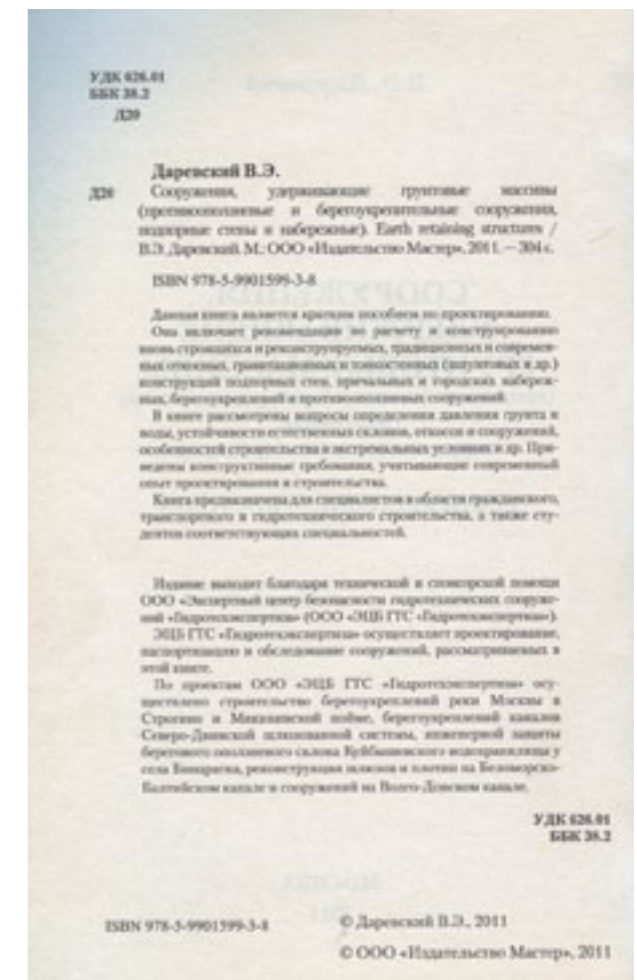 УДК 626.01
ББК 38.2
Д20
Даревский В.Э.
Д20 Сооружения, удерживающие грунтовые массивы
(противооползневые и берегоукрепительные сооружения,
подпорные стены и набережные). Earth retaining structures /
В.Э. Даревский. М.: ООО «Издательство Мастер», 2011. — 304 с.
ISBN 978-5-9901599-3-8
Данная книга является кратким пособием по проектированию.
Она включает рекомендации по расчету и конструированию
вновь строящихся и реконструируемых, традиционных и современ-
ных откосных, гравитационных и тонкостенных (шпунтовых и др.)
конструкций подпорных стен, причальных и городских набереж-
ных, берегоукреплений и противооползневых сооружений.
В книге рассмотрены вопросы определения давления грунта и
воды, устойчивости естественных склонов, откосов и сооружений,
особенностей строительства в экстремальных условиях и др. При-
ведены конструктивные требования, учитывающие современный
опыт проектирования и строительства.
Книга предназначена для специалистов в области гражданского,
транспортного и гидротехнического строительства, а также сту-
дентов соответствующих специальностей.
Издание выходит благодаря технической и спонсорской помощи
ООО «Экспертный центр безопасности гидротехнических сооруже-
ний «Гидротехэкспертиза» (ООО «ЭЦБ ГТС «Гидротехэкспертиза»).
ЭЦБ ГТС «Гидротехэкспертиза» осуществляет проектирование,
паспортизацию и обследование сооружений, рассматриваемых в
этой книге.
По проектам ООО «ЭЦБ ГТС «Гидротехэкспертиза» осу-
ществлено строительство берегоукреплений реки Москвы в
Строгино и Мякининской пойме, берегоукреплений каналов
Северо-Двинской шлюзованной системы, инженерной защиты
берегового оползневого склона Куйбышевского водохранилища у
села Винаровка, реконструкция шлюзов и плотин на Беломорско-
Балтийском канале и сооружений на Волго-Донском канале.
УДК 626.01
ББК 38.2
ISBN 978-5-9901599-3-8 © Даревский В.Э., 2011
© ООО «Издательство Мастер», 2011